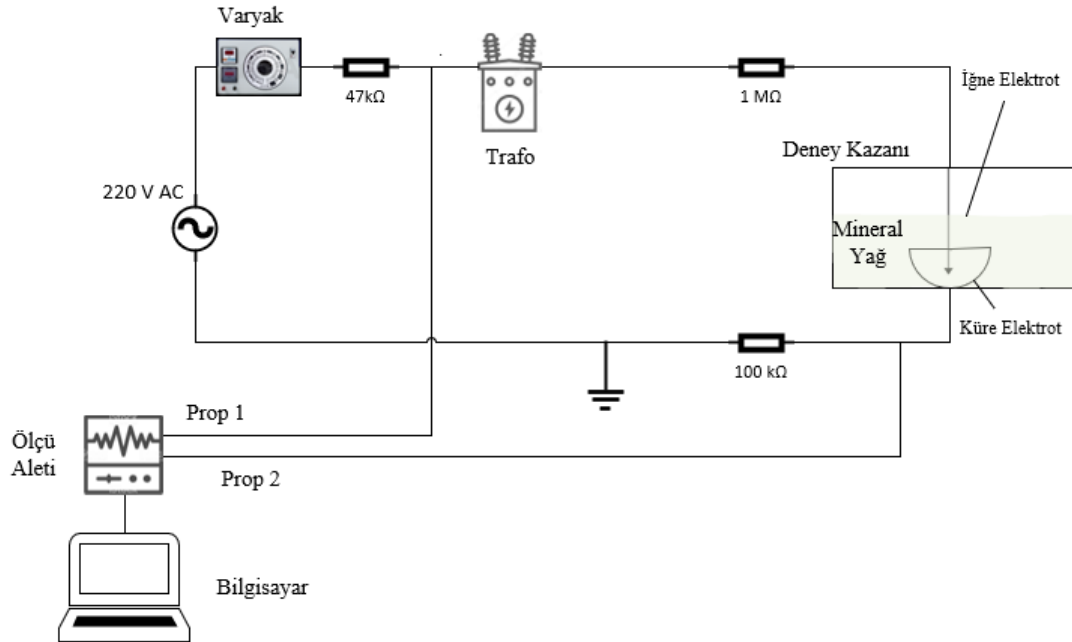 Varyak
47kΩ
Trafo
1 MΩ
İğne Elektrot
Deney Kazanı
220 V AC
Mineral
Yağ
Küre Elektrot
100 kΩ
Prop 1
Ölçü
Aleti
Prop 2
Bilgisayar